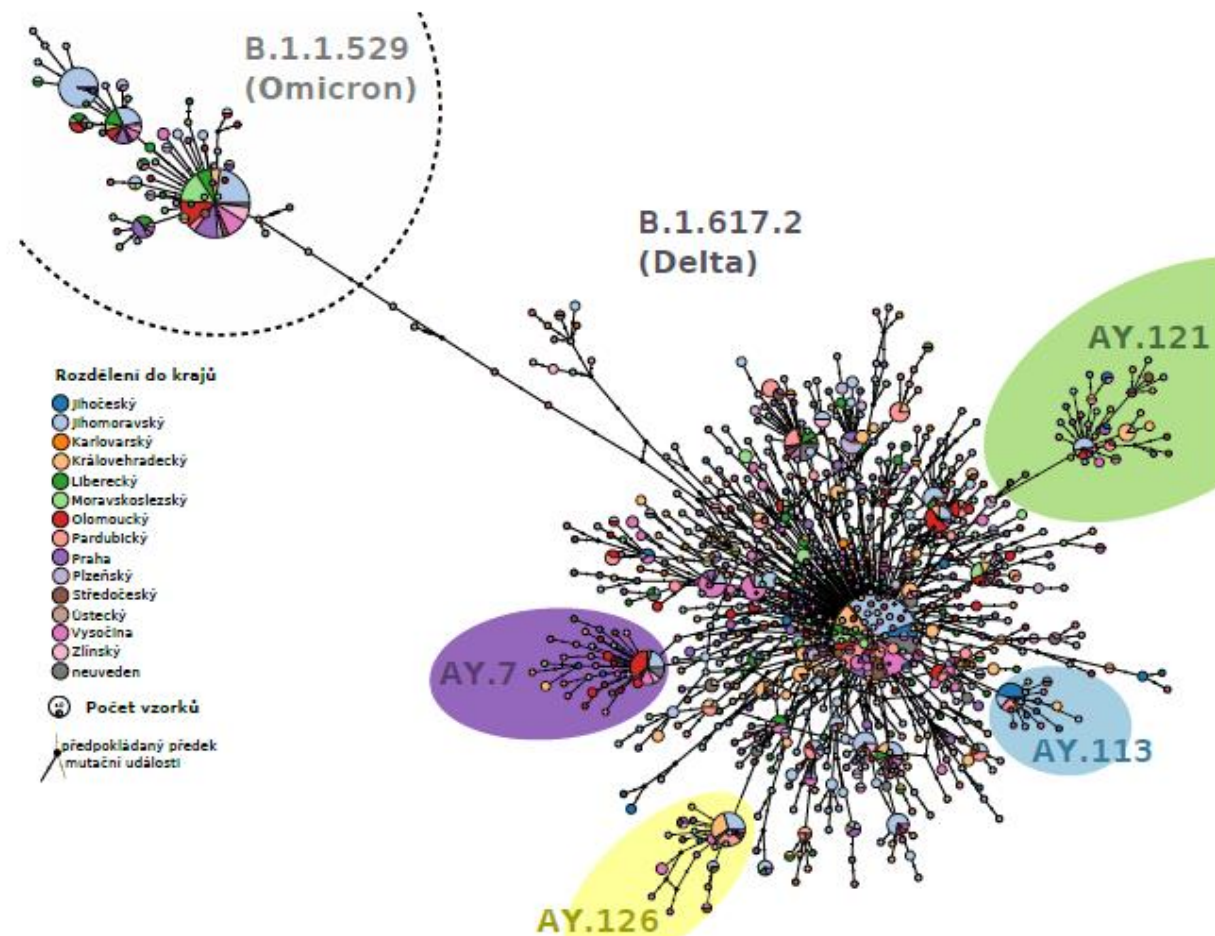 B.1.1.529
(Omicron)
B.1.617.2
(Delta)
AY.121
Rozdělení do krajů
Jihočeský
Jihomoravský
Karlovarský
Královehradecký
Liberecký
Moravskoslezský
Olomoucký
Pardubický
Praha
Plzeňský
Středočeský
Ústecký
Vysočina
Zlínský
neuveden
Počet vzorků
předpokládaný předek
mutační události
AY.7
AY.113
AY.126